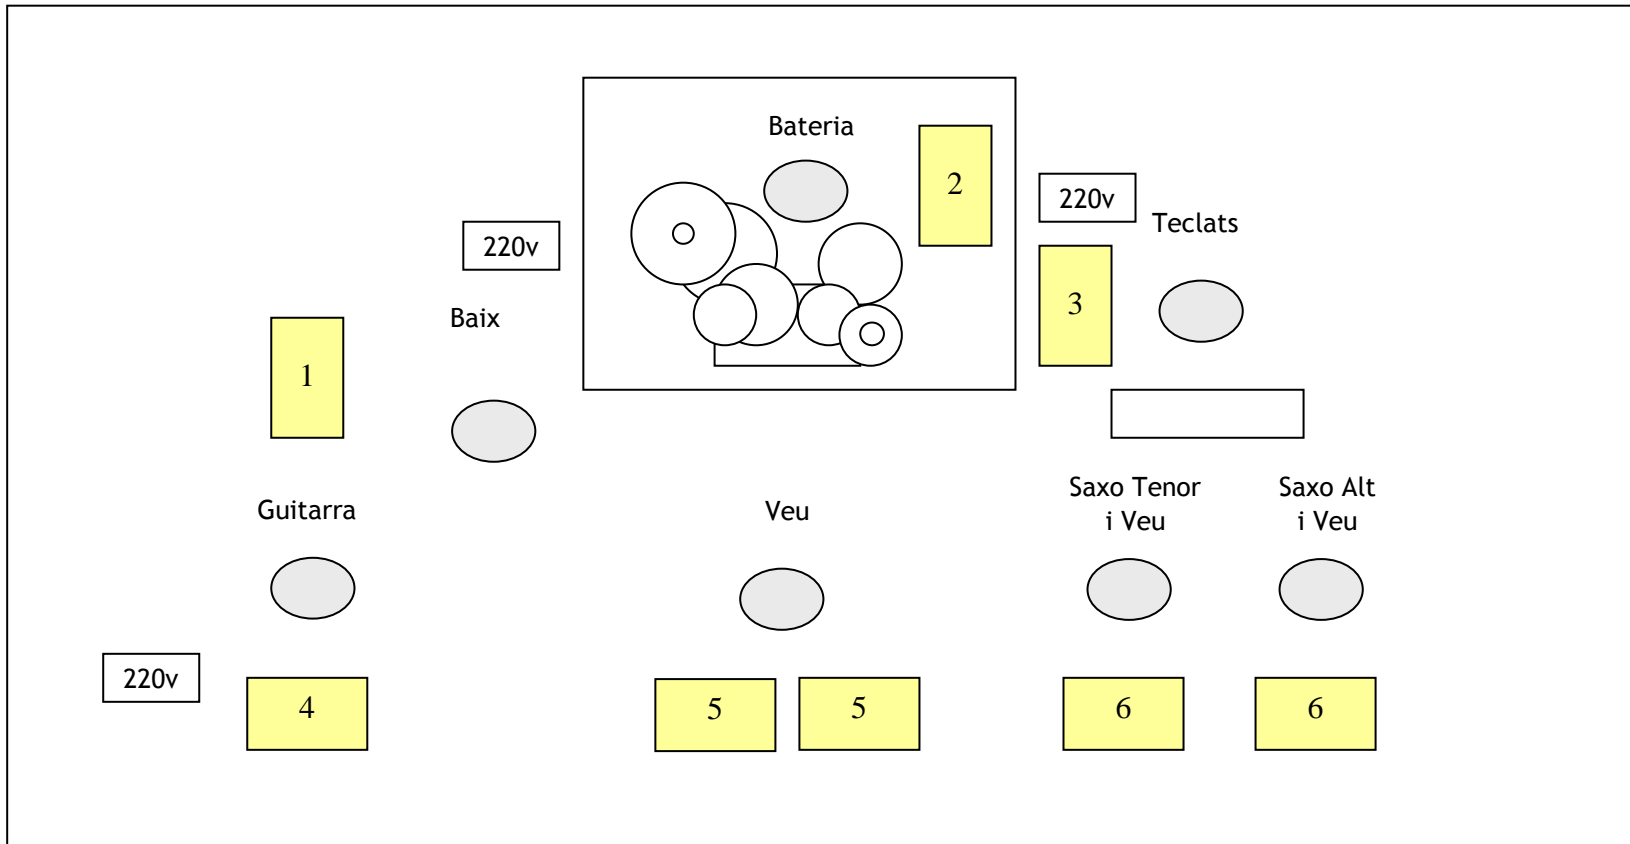 Bateria
2
220v
Teclats
220v
3
Baix
1
Guitarra
Veu
Saxo Tenor
i Veu
Saxo Alt
i Veu
220v
4
5
5
6
6